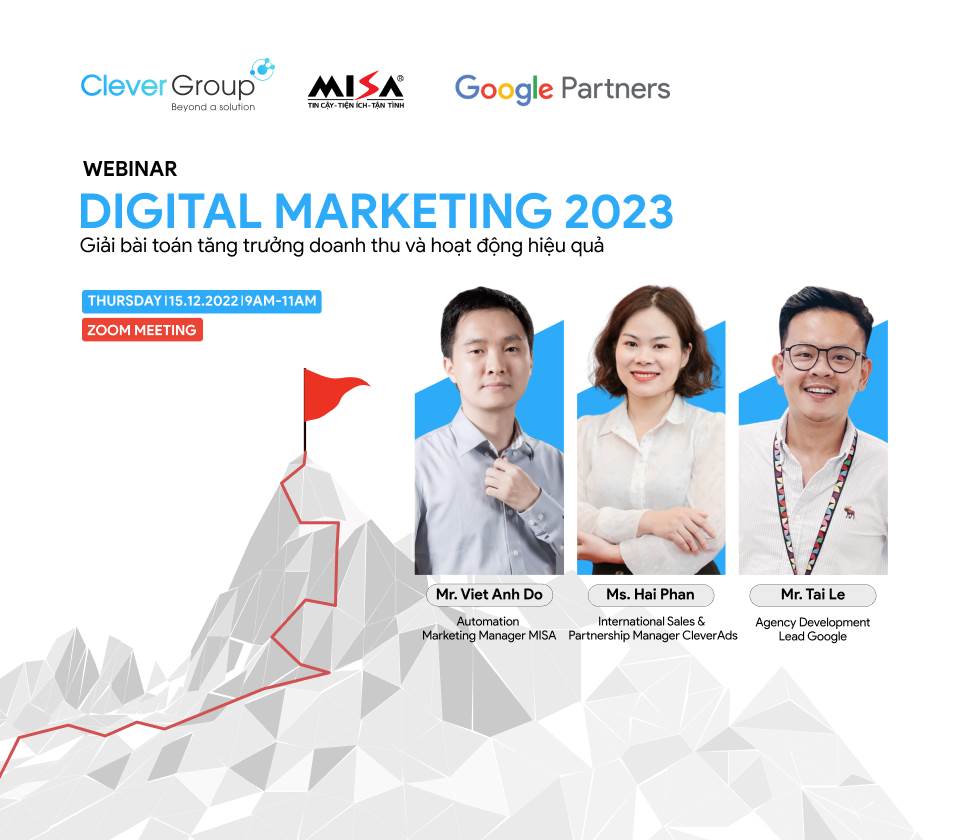 Clever Group
Beyond a solution
MISA®
TIN CẬY-TIỆN ÍCH-TẬN TÌNH
Google Partners
WEBINAR
DIGITAL MARKETING 2023
Giải bài toán tăng trưởng doanh thu và hoạt động hiệu quả
THURSDAY|15.12.2022|9AM-11AM
ZOOM MEETING
Mr. Viet Anh Do
Automation
Marketing Manager MISA
Ms. Hai Phan
International Sales &
Partnership Manager CleverAds
Mr. Tai Le
Agency Development
Lead Google